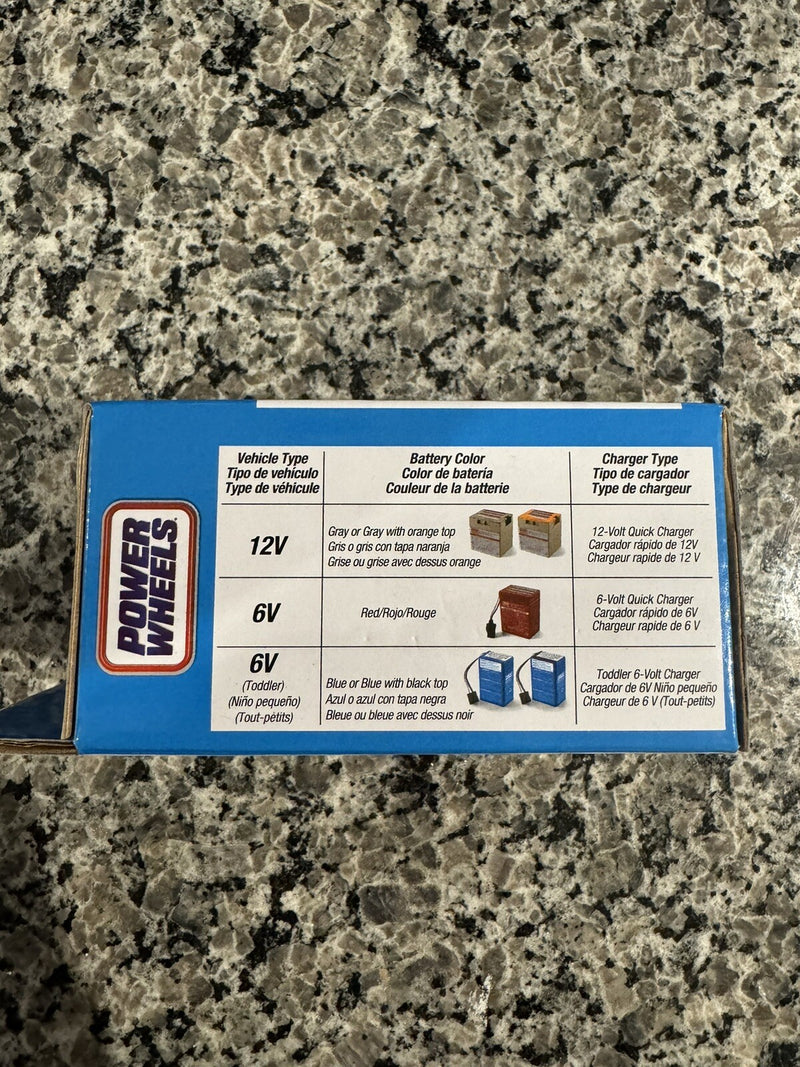 POWER
WHEELS®
Vehicle Type
Tipo de vehículo
Type de véhicule
Battery Color
Color de batería
Couleur de la batterie
Charger Type
Tipo de cargador
Type de chargeur
12V
Gray or Gray with orange top
Gris o gris con tapa naranja
Grise ou grise avec dessus orange
12-Volt Quick Charger
Cargador rápido de 12V
Chargeur rapide de 12 V
6V
Red/Rojo/Rouge
6-Volt Quick Charger
Cargador rápido de 6V
Chargeur rapide de 6 V
6V
(Toddler)
(Niño pequeño)
(Tout-petits)
Blue or Blue with black top
Azul o azul con tapa negra
Bleue ou bleue avec dessus noir
Toddler 6-Volt Charger
Cargador de 6V Niño pequeño
Chargeur de 6 V (Tout-petits)